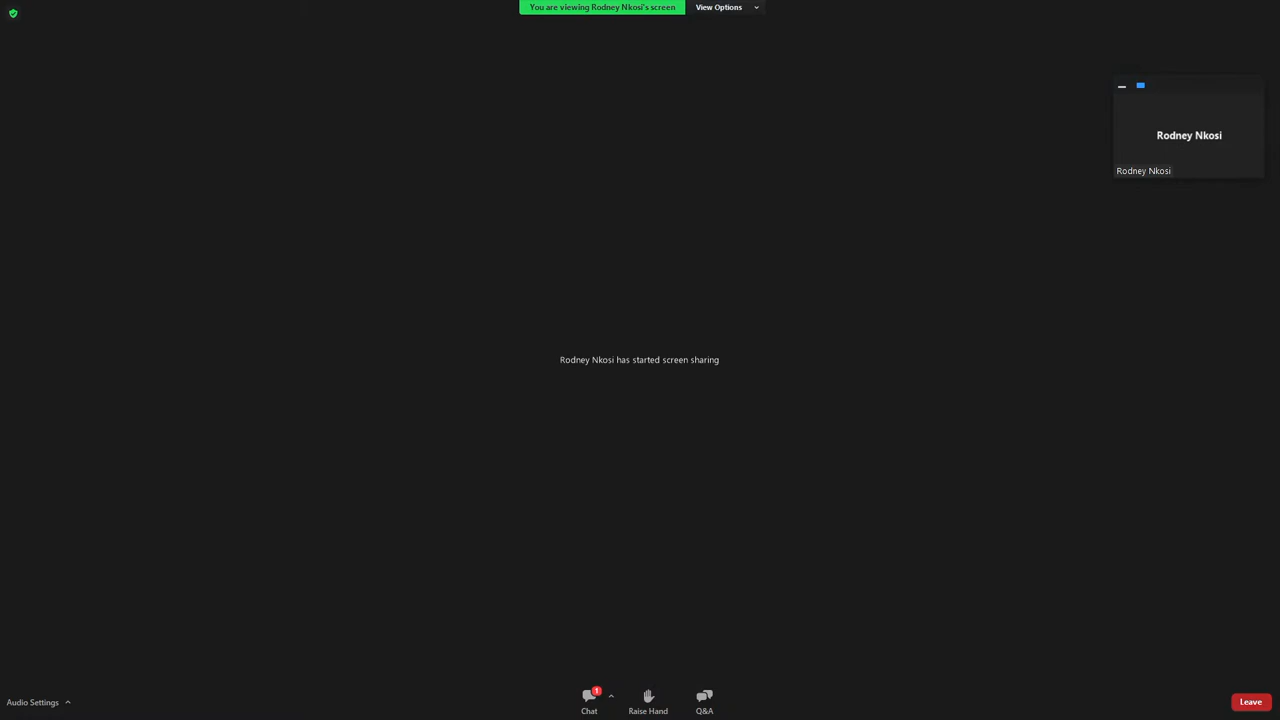 You are viewing Rodney Nkosi's screen
View Options
Rodney Nkosi
Rodney Nkosi
Rodney Nkosi has started screen sharing
Audio Settings
1
Chat
Raise Hand
Q&A
Leave